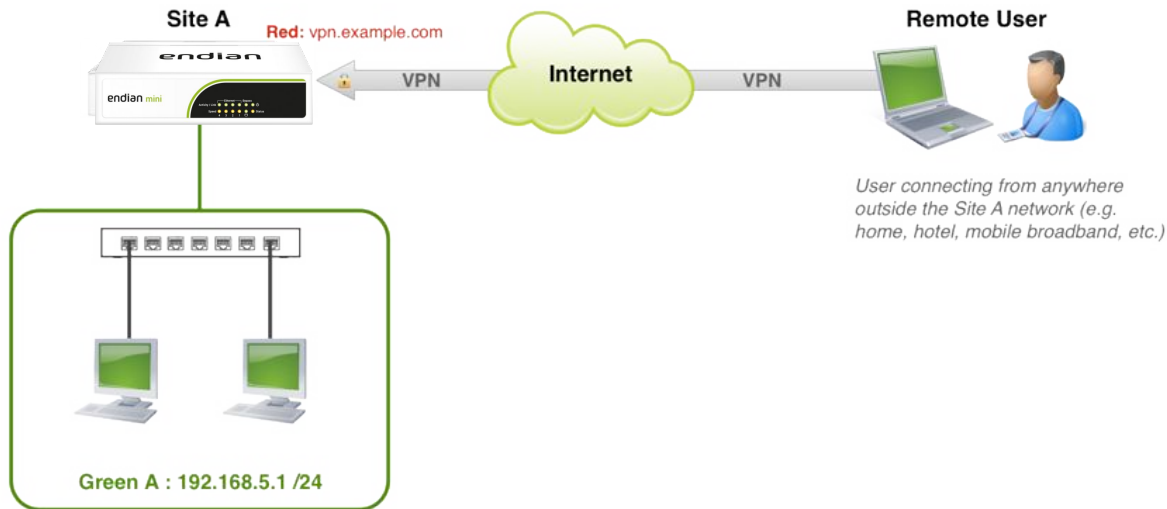 Site A
Remote User
Red: vpn.example.com
endian
endian mini
VPN
Internet
VPN
User connecting from anywhere
outside the Site A network (e.g.
home, hotel, mobile broadband, etc.)
Green A : 192.168.5.1 /24